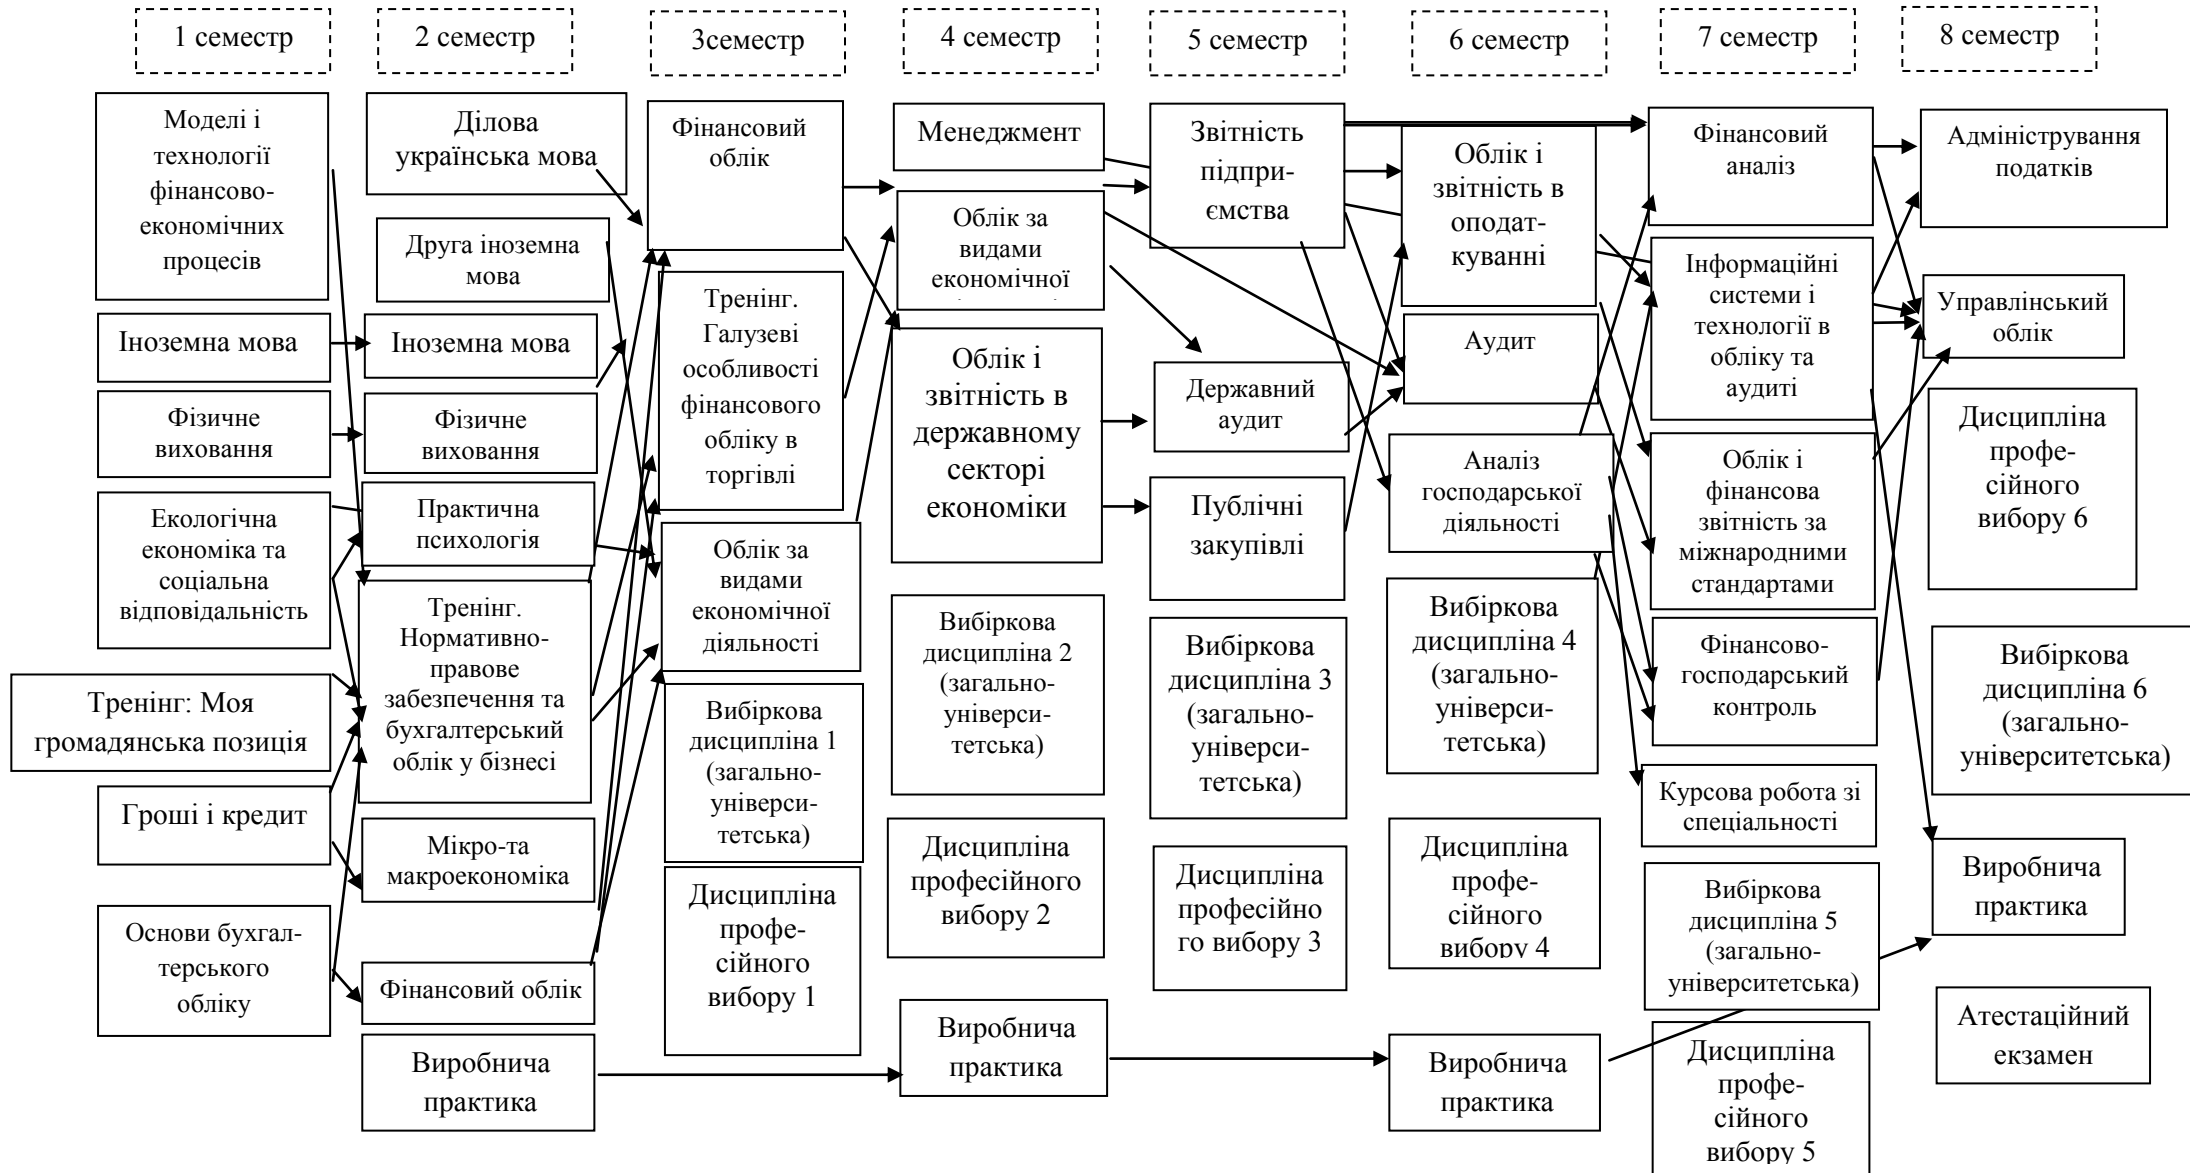 1 семестр
2 семестр
3семестр
4 семестр
5 семестр
6 семестр
7 семестр
8 семестр
Моделі і
технології
фінансово-
економічних
процесів
Іноземна мова
Фізичне
виховання
Екологічна
економіка та
соціальна
відповідальність
Тренінг: Моя
громадянська позиція
Гроші і кредит
Основи бухгал-
терського
обліку
Ділова
українська мова
Друга іноземна
мова
Іноземна мова
Фізичне
виховання
Практична
психологія
Тренінг.
Нормативно-
правове
забезпечення та
бухгалтерський
облік у бізнесі
Мікро-та
макроекономіка
Фінансовий облік
Виробнича
практика
Фінансовий
облік
Тренінг.
Галузеві
особливості
фінансового
обліку в
торгівлі
Облік за
видами
економічної
діяльності
Вибіркова
дисципліна 1
(загально-
універси-
тетська)
Дисципліна
профе-
сійного
вибору 1
Менеджмент
Облік за
видами
економічної
Облік і
звітність в
державному
секторі
економіки
Вибіркова
дисципліна 2
(загально-
універси-
тетська)
Дисципліна
професійного
вибору 2
Виробнича
практика
Звітність
підпри-
ємства
Державний
аудит
Публічні
закупівлі
Вибіркова
дисципліна 3
(загально-
універси-
тетська)
Дисципліна
професійно
го вибору 3
Облік і
звітність в
оподат-
куванні
Аудит
Аналіз
господарської
діяльності
Вибіркова
дисципліна 4
(загально-
універси-
тетська)
Дисципліна
профе-
сійного
вибору 4
Виробнича
практика
Фінансовий
аналіз
Інформаційні
системи і
технології в
обліку та
аудиті
Облік і
фінансова
звітність за
міжнародними
стандартами
Фінансово-
господарський
контроль
Курсова робота зі
спеціальності
Вибіркова
дисципліна 5
(загально-
університетська)
Дисципліна
профе-
сійного
вибору 5
Адміністрування
податків
Управлінський
облік
Дисципліна
профе-
сійного
вибору 6
Вибіркова
дисципліна 6
(загально-
університетська)
Виробнича
практика
Атестаційний
екзамен